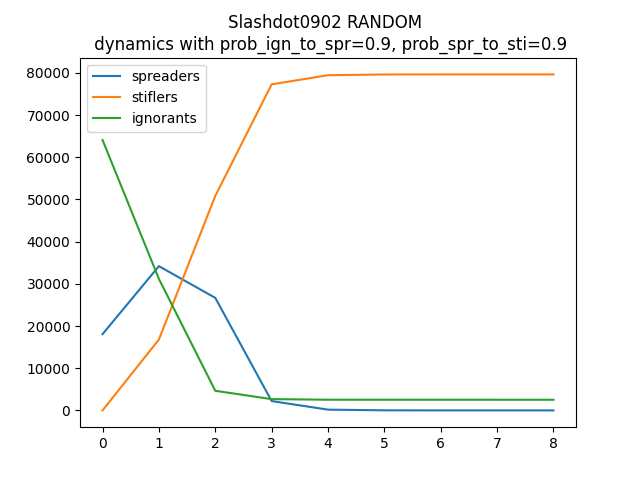 Slashdot0902 RANDOM
dynamics with prob_ign_to_spr=0.9, prob_spr_to_sti=0.9
spreaders
stiflers
ignorants
80000
70000
60000
50000
40000
30000
20000
10000
0
0 1 2 3 4 5 6 7 8